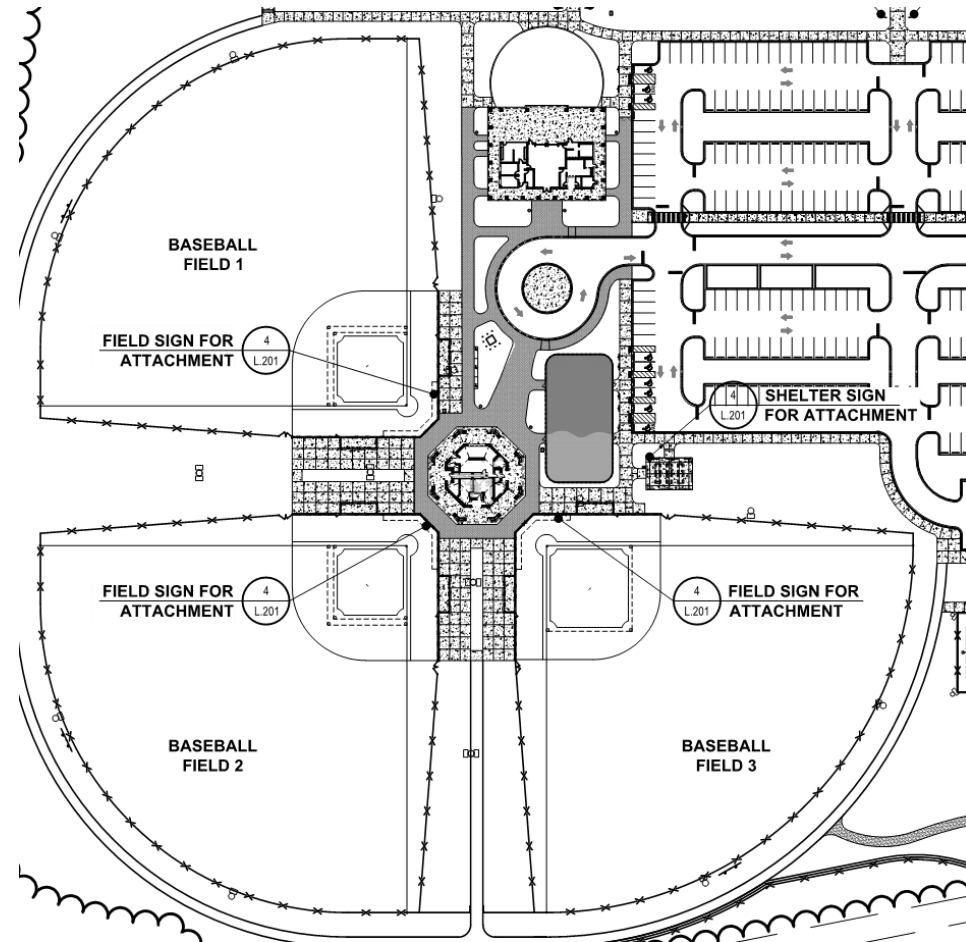 BASEBALL
FIELD 1
FIELD SIGN FOR
ATTACHMENT
4
L.201
4
L.201
SHELTER SIGN
FOR ATTACHMENT
FIELD SIGN FOR
ATTACHMENT
4
L.201
4
L.201
FIELD SIGN FOR
ATTACHMENT
BASEBALL
FIELD 2
BASEBALL
FIELD 3